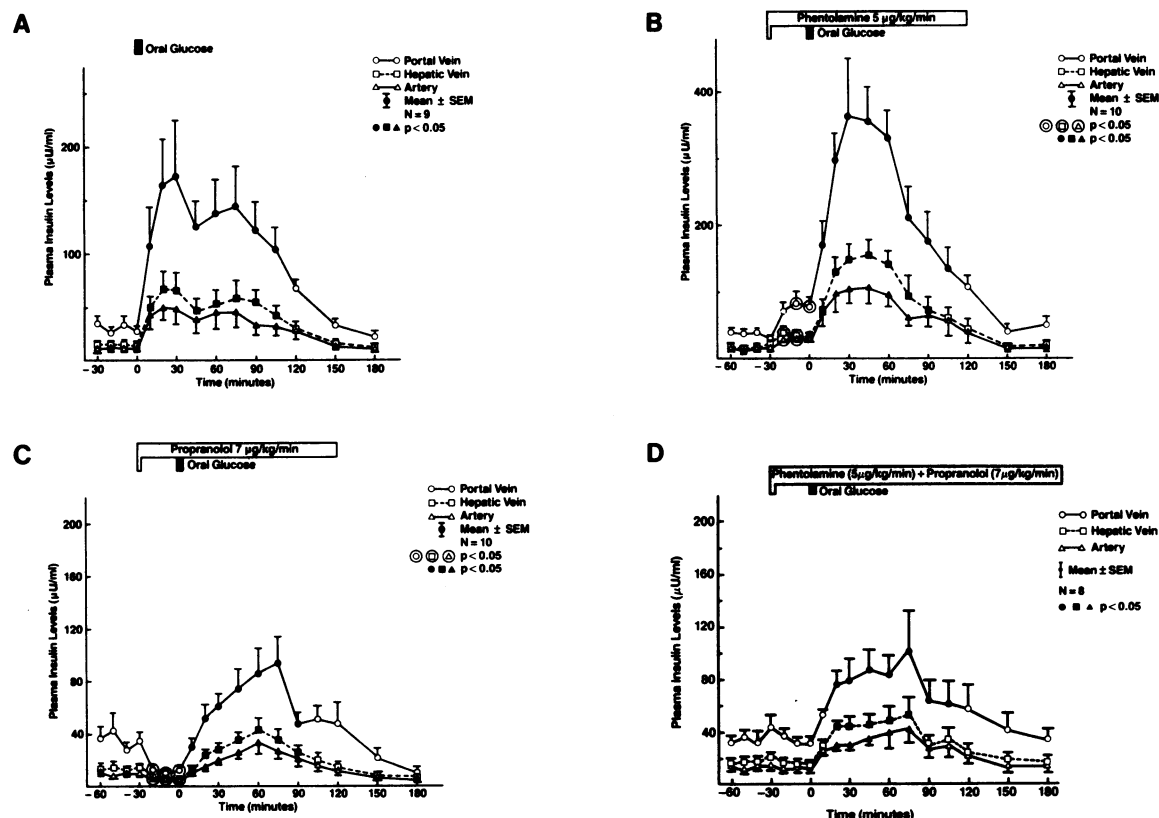 A
Oral Glucose
Portal Vein
Hepatic Vein
Artery
Mean ± SEM
N = 9
p < 0.05
Plasma Insulin Levels (μU/ml)
200
100
−30 0 30 60 90 120 150 180
Time (minutes)
B
Phentolamine 5 μg/kg/min
Oral Glucose
Portal Vein
Hepatic Vein
Artery
Mean ± SEM
N = 10
p < 0.05
p < 0.05
Plasma Insulin Levels (μU/ml)
400
200
−60 −30 0 30 60 90 120 150 180
Time (minutes)
C
Propranolol 7 μg/kg/min
Oral Glucose
Portal Vein
Hepatic Vein
Artery
Mean ± SEM
N = 10
p < 0.05
p < 0.05
Plasma Insulin Levels (μU/ml)
200
160
120
80
40
−60 −30 0 30 60 90 120 150 180
Time (minutes)
D
Phentolamine (5μg/kg/min) + Propranolol (7μg/kg/min)
Oral Glucose
Portal Vein
Hepatic Vein
Artery
Mean ± SEM
N = 8
p < 0.05
Plasma Insulin Levels (μU/ml)
200
160
120
80
40
−60 −30 0 30 60 90 120 150 180
Time (minutes)